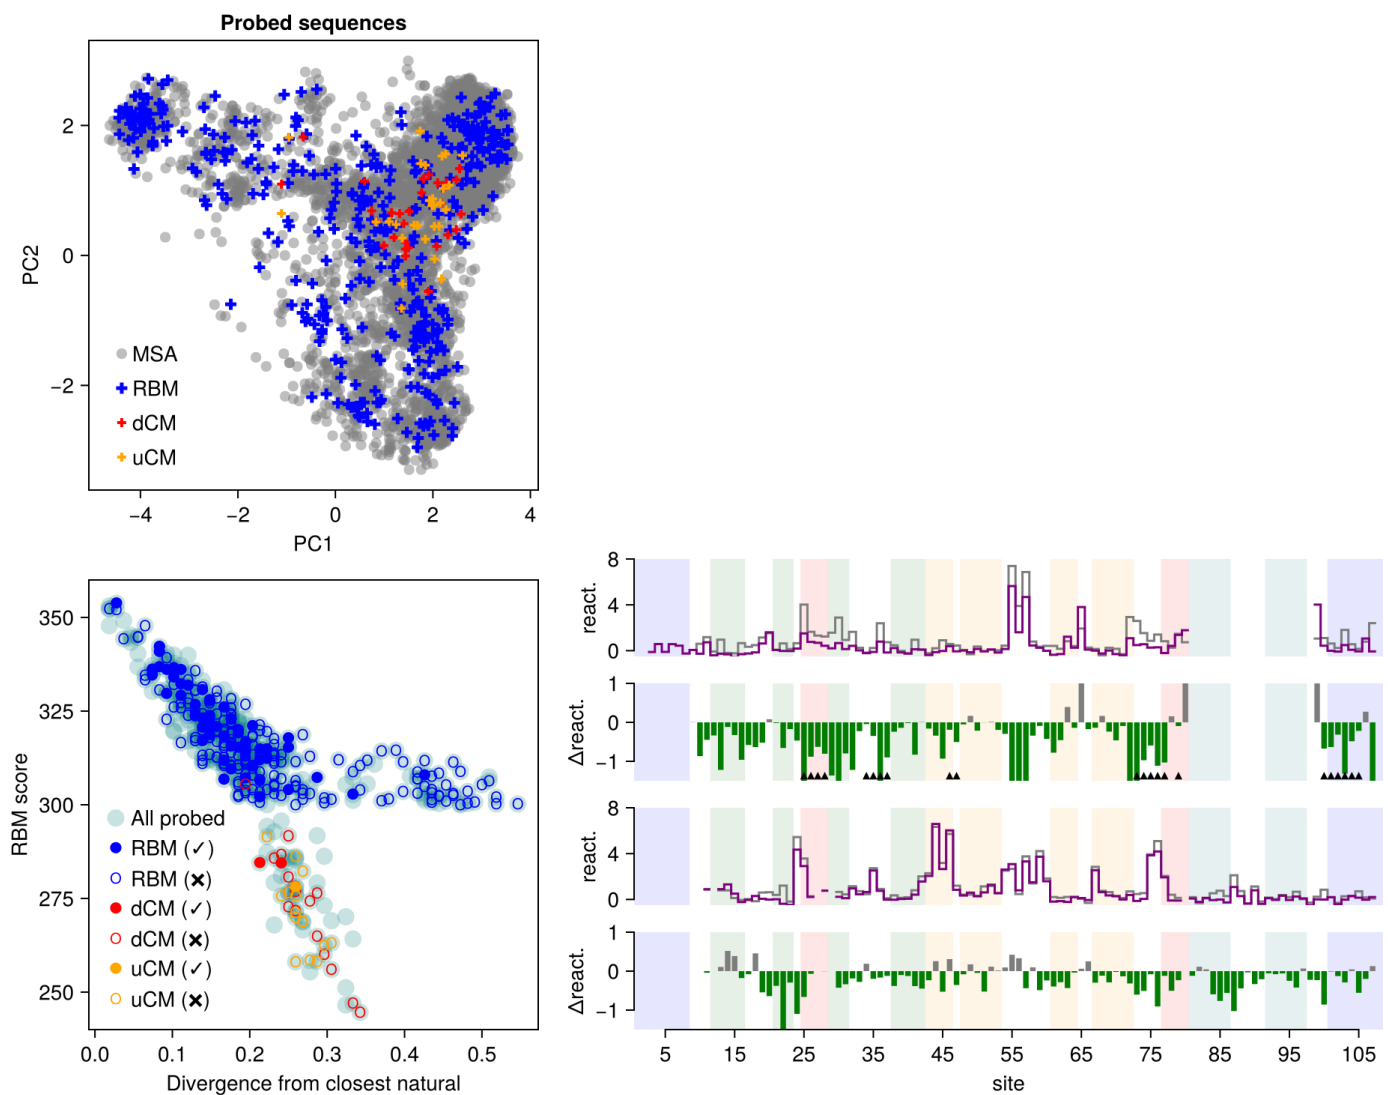 Probed sequences
2
0
−2
PC2
MSA
RBM
dCM
uCM
−4
−2
0
2
4
PC1
350
325
300
275
250
RBM score
All probed
RBM (✓)
RBM (✗)
dCM (✓)
dCM (✗)
uCM (✓)
uCM (✗)
0.0
0.1
0.2
0.3
0.4
0.5
Divergence from closest natural
8
4
0
react.
1
0
−1
Δreact.
8
4
0
react.
1
0
−1
Δreact.
5
15
25
35
45
55
65
75
85
95
105
site